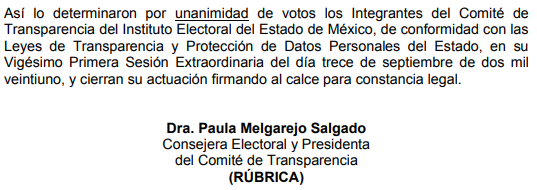 Así lo determinaron por unanimidad de votos los Integrantes del Comité de
Transparencia del Instituto Electoral del Estado de México, de conformidad con las
Leyes de Transparencia y Protección de Datos Personales del Estado, en su
Vigésimo Primera Sesión Extraordinaria del día trece de septiembre de dos mil
veintiuno, y cierran su actuación firmando al calce para constancia legal.
Dra. Paula Melgarejo Salgado
Consejera Electoral y Presidenta
del Comité de Transparencia
(RÚBRICA)